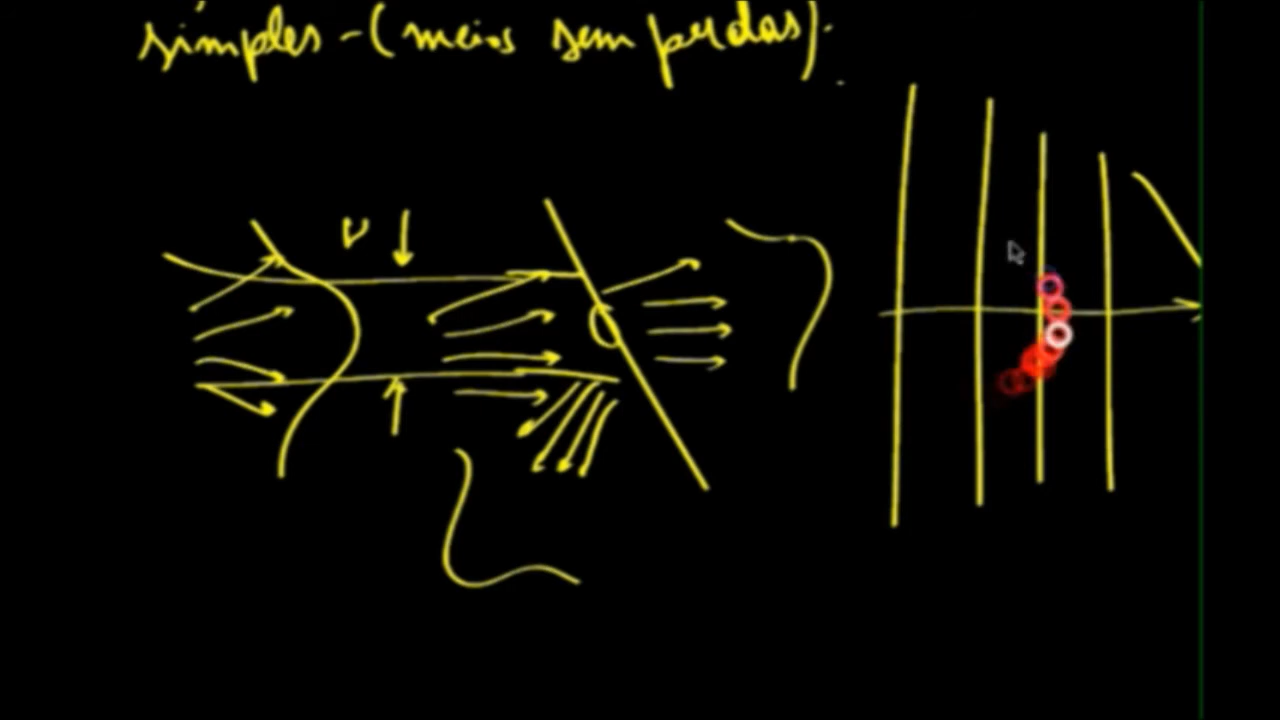 simples - (meios sem perdas).
ν